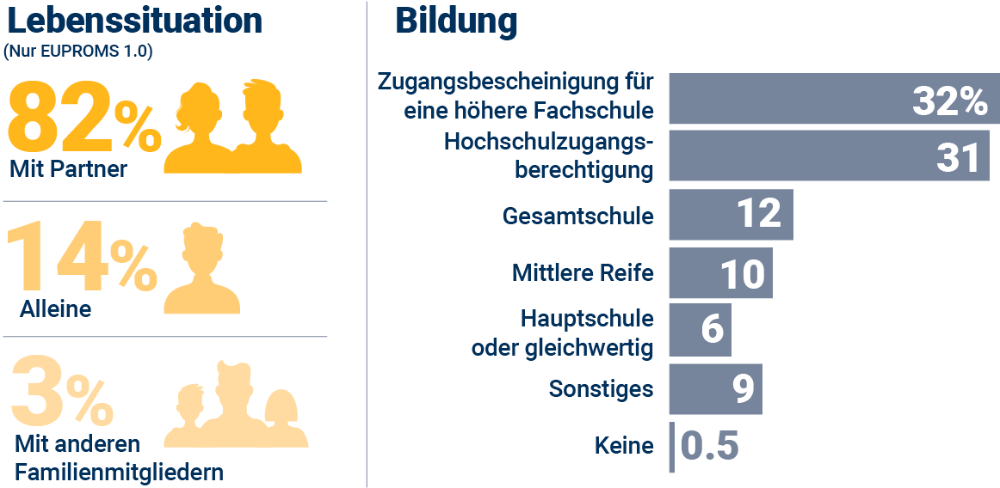 Lebenssituation
(Nur EUPROMS 1.0)
82%
Mit Partner
14%
Alleine
3%
Mit anderen
Familienmitgliedern
Bildung
Zugangsbescheinigung für
eine höhere Fachschule
32%
Hochschulzugangs-
berechtigung
31
Gesamtschule
12
Mittlere Reife
10
Hauptschule
oder gleichwertig
6
Sonstiges
9
Keine
0.5